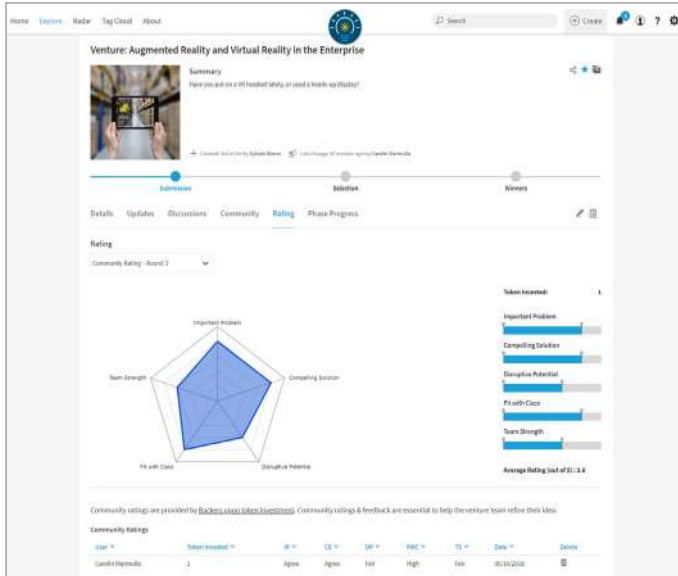 Home Explore Radar Tag Cloud About
Search
Create
?
Venture: Augmented Reality and Virtual Reality in the Enterprise
Summary
Have you put on a VR headset lately, or used a heads up display?
Submission
Selection
Winners
Details Updates Discussions Community Rating Phase Progress
Rating
Community Rating - Round 2
Important Problem
Team Strength
Compelling Solution
Fit with Cisco
Disruptive Potential
Token Invested: 1
Important Problem
Compelling Solution
Disruptive Potential
Fit with Cisco
Team Strength
Average Rating (out of 5) : 3.6
Community ratings are provided by Backers upon token investment. Community ratings & feedback are essential to help the venture team refine their idea.
Community Ratings
User Token Invested IP CS DP FWC TS Date Delete
1 Agree Agree Fair High Fair